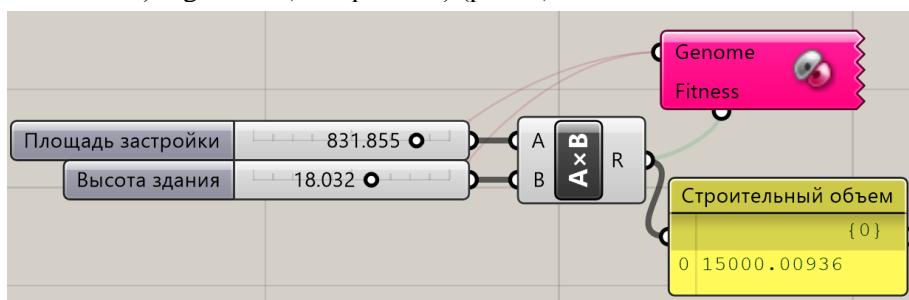 Genome
Fitness
Площадь застройки 831.855
Высота здания 18.032
A
B
A×B
R
Строительный объем
{0}
0 15000.00936